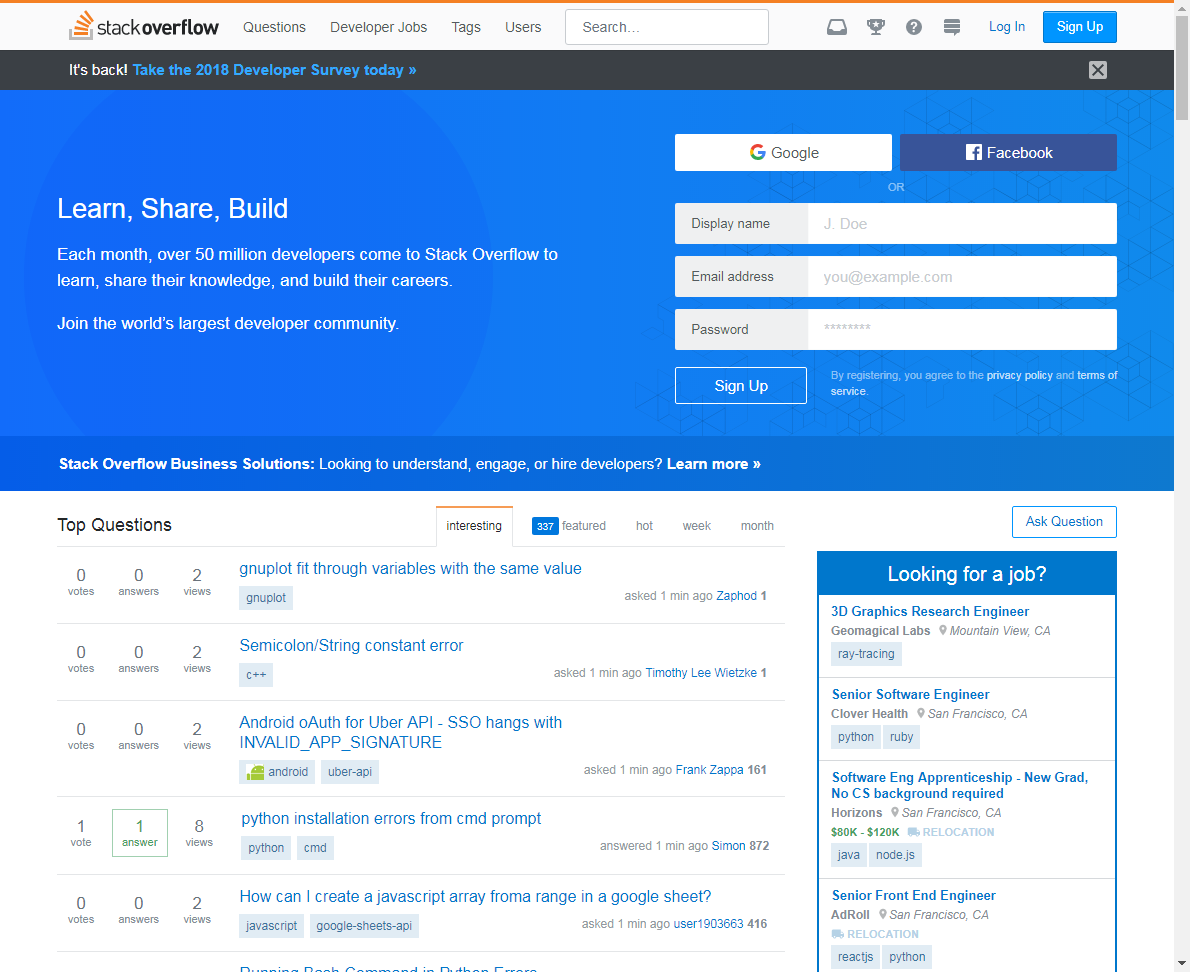 stackoverflow Questions Developer Jobs Tags Users Search... Log In Sign Up
It's back! Take the 2018 Developer Survey today »
Google Facebook
OR
Learn, Share, Build
Each month, over 50 million developers come to Stack Overflow to
learn, share their knowledge, and build their careers.
Join the world's largest developer community.
Display name J. Doe
Email address you@example.com
Password ********
Sign Up
By registering, you agree to the privacy policy and terms of
service.
Stack Overflow Business Solutions: Looking to understand, engage, or hire developers? Learn more »
Top Questions interesting 337 featured hot week month
0 votes 0 answers 2 views
gnuplot fit through variables with the same value
gnuplot
asked 1 min ago Zaphod 1
0 votes 0 answers 2 views
Semicolon/String constant error
c++
asked 1 min ago Timothy Lee Wietzke 1
0 votes 0 answers 2 views
Android oAuth for Uber API - SSO hangs with
INVALID_APP_SIGNATURE
android uber-api
asked 1 min ago Frank Zappa 161
1 vote 1 answer 8 views
python installation errors from cmd prompt
python cmd
answered 1 min ago Simon 872
0 votes 0 answers 2 views
How can I create a javascript array froma range in a google sheet?
javascript google-sheets-api
asked 1 min ago user1903663 416
Running Bash Command in Python Errors
Ask Question
Looking for a job?
3D Graphics Research Engineer
Geomagical Labs Mountain View, CA
ray-tracing
Senior Software Engineer
Clover Health San Francisco, CA
python ruby
Software Eng Apprenticeship - New Grad,
No CS background required
Horizons San Francisco, CA
$80K - $120K RELOCATION
java node.js
Senior Front End Engineer
AdRoll San Francisco, CA
RELOCATION
reactjs python